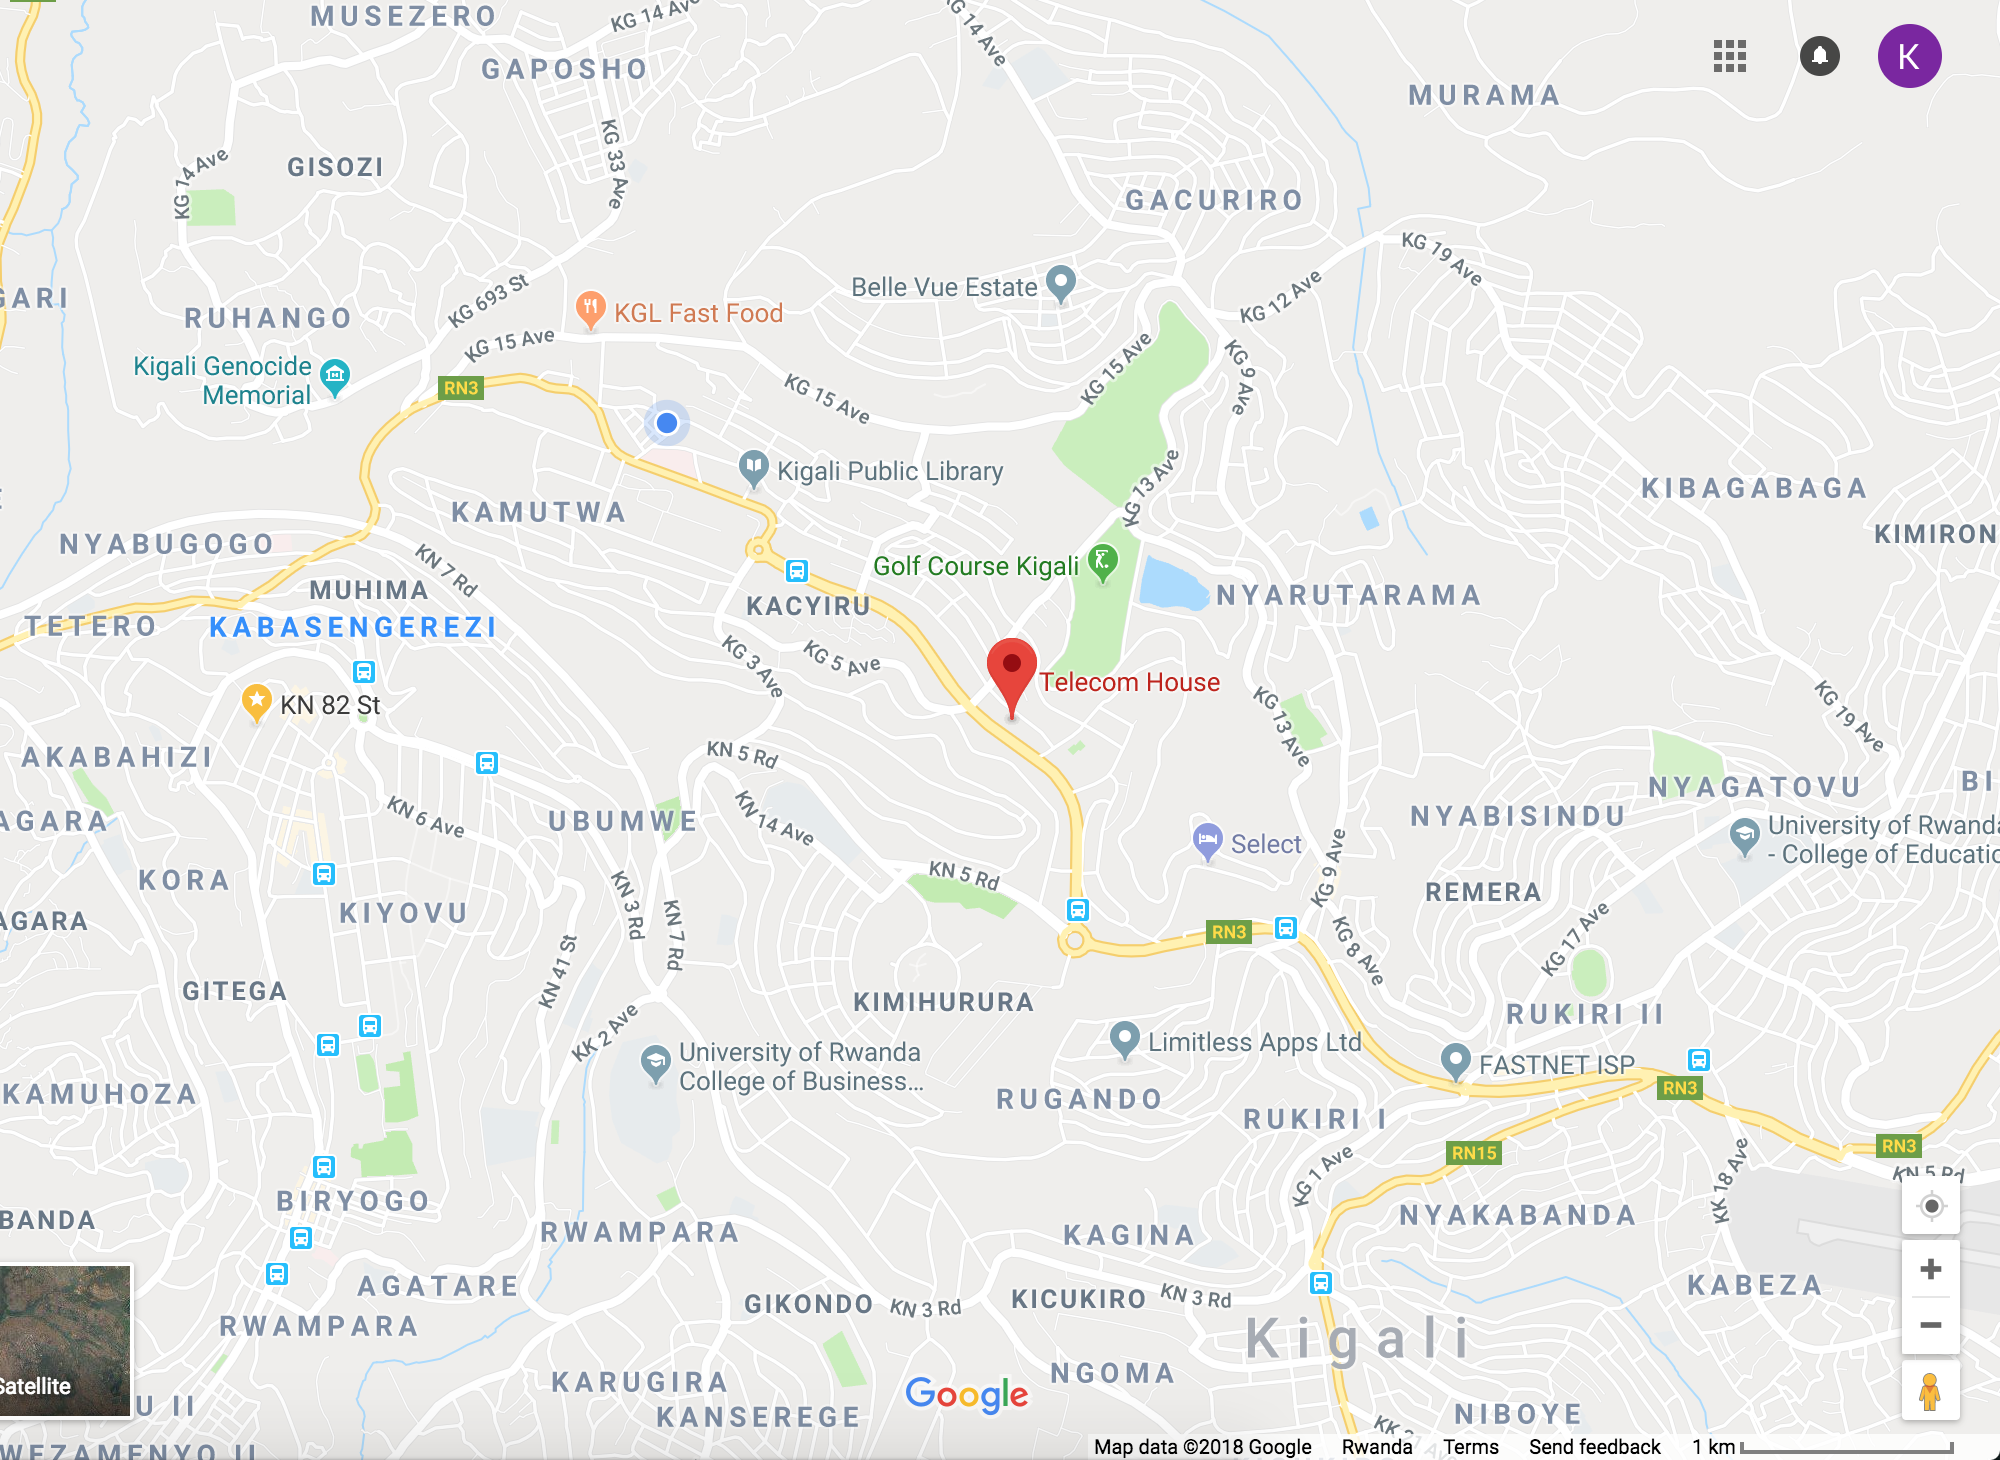 MUSEZERO
KG 14 Ave
KG 14 Ave
GAPOSHO
K
MURAMA
KG 33 Ave
GISOZI
KG 14 Ave
GACURIRO
KG 19 Ave
GARI
Belle Vue Estate
KG 12 Ave
KG 693 St
RUHANGO
KGL Fast Food
KG 15 Ave
KG 15 Ave
KG 9 Ave
Kigali Genocide
Memorial
RN3
KG 15 Ave
Kigali Public Library
KG 13 Ave
KIBAGABAGA
KAMUTWA
KIMIRON
NYABUGOGO
KN 7 Rd
Golf Course Kigali
MUHIMA
KACYIRU
NYARUTARAMA
TETERO
KABASENGEREZI
KG 3 Ave
KG 5 Ave
Telecom House
KN 82 St
KG 13 Ave
KG 19 Ave
AKABAHIZI
KN 5 Rd
NYAGATOVU
BI
AGARA
KN 6 Ave
UBUMWE
KN 14 Ave
NYABISINDU
University of Rwanda
- College of Educatio
Select
KG 9 Ave
KORA
KN 5 Rd
REMERA
KIYOVU
KN 3 Rd
KN 7 Rd
AGARA
RN3
KG 8 Ave
KG 17 Ave
KN 41 St
GITEGA
KIMIHURURA
RUKIRI II
KK 2 Ave
Limitless Apps Ltd
University of Rwanda
College of Business...
FASTNET ISP
RN3
KAMUHOZA
RUGANDO
RUKIRI I
RN15
RN3
KG 1 Ave
KK 18 Ave
KN 5 Rd
BIRYOGO
BANDA
RWAMPARA
KAGINA
NYAKABANDA
AGATARE
KABEZA
GIKONDO
KN 3 Rd
KICUKIRO
KN 3 Rd
RWAMPARA
Kigali
NGOMA
KARUGIRA
Satellite
U II
Google
KANSEREGE
NIBOYE
KK 21 Ave
WEZAMENYO II
Map data ©2018 Google Rwanda Terms Send feedback 1 km